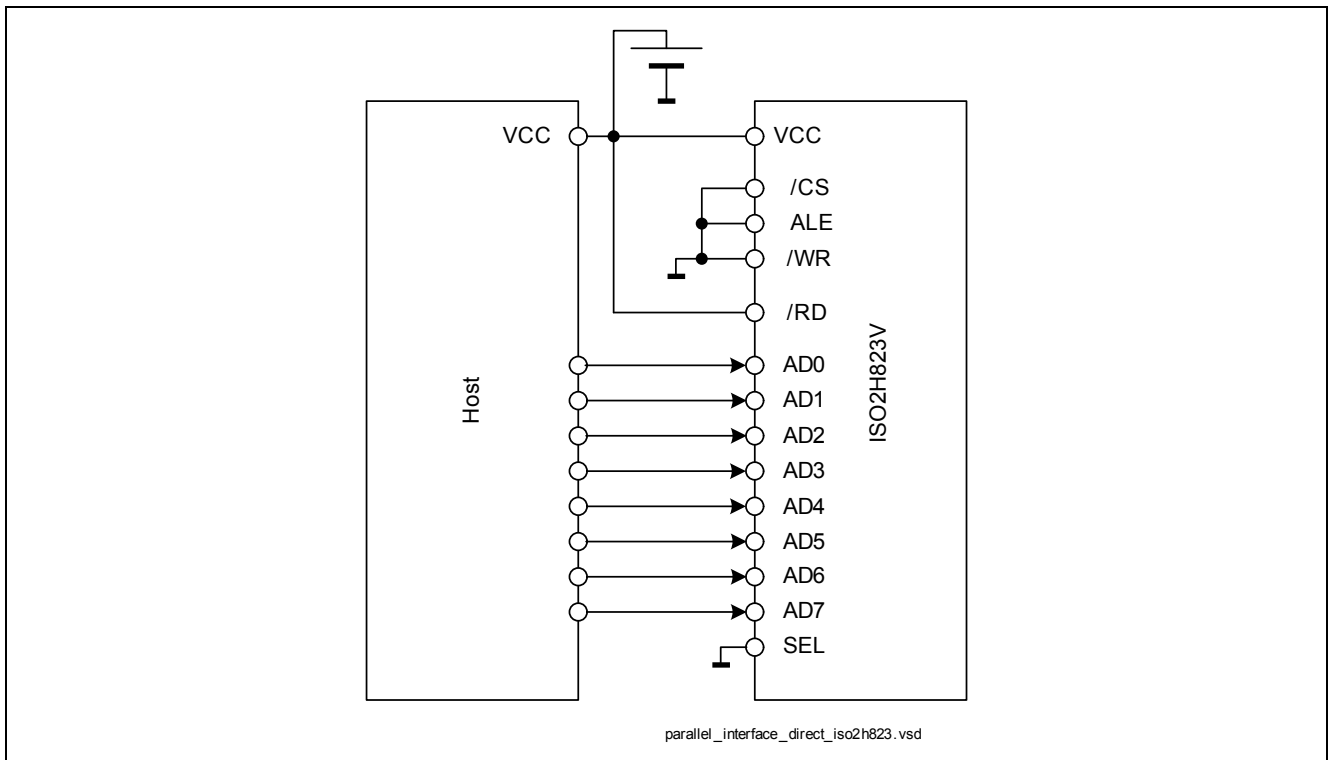 VCC
VCC
/CS
ALE
/WR
/RD
AD0
AD1
AD2
AD3
AD4
AD5
AD6
AD7
SEL
Host
ISO2H823V
parallel_interface_direct_iso2h823.vsd